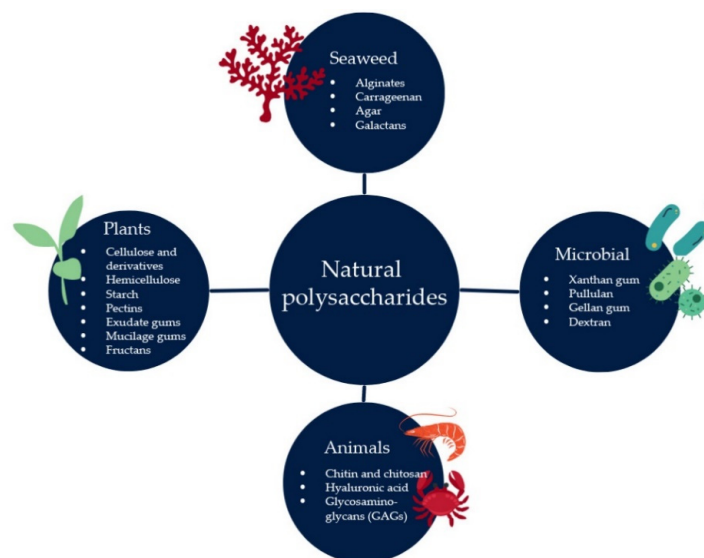 Seaweed
• Alginates
• Carrageenan
• Agar
• Galactans
Plants
• Cellulose and
derivatives
• Hemicellulose
• Starch
• Pectins
• Exudate gums
• Mucilage gums
• Fructans
Natural
polysaccharides
Microbial
• Xanthan gum
• Pullulan
• Gellan gum
• Dextran
Animals
• Chitin and chitosan
• Hyaluronic acid
• Glycosamino-
glycans (GAGs)